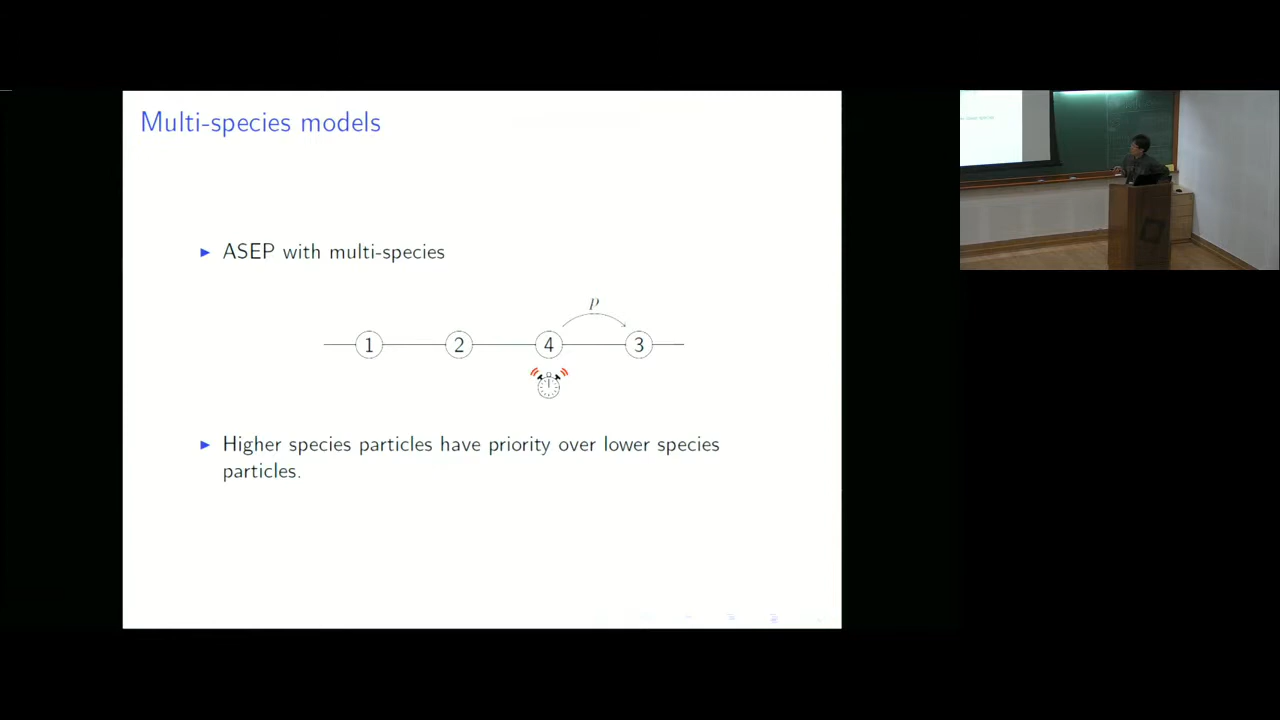 Multi-species models
ASEP with multi-species
p
1 2 4 3
Higher species particles have priority over lower species
particles.